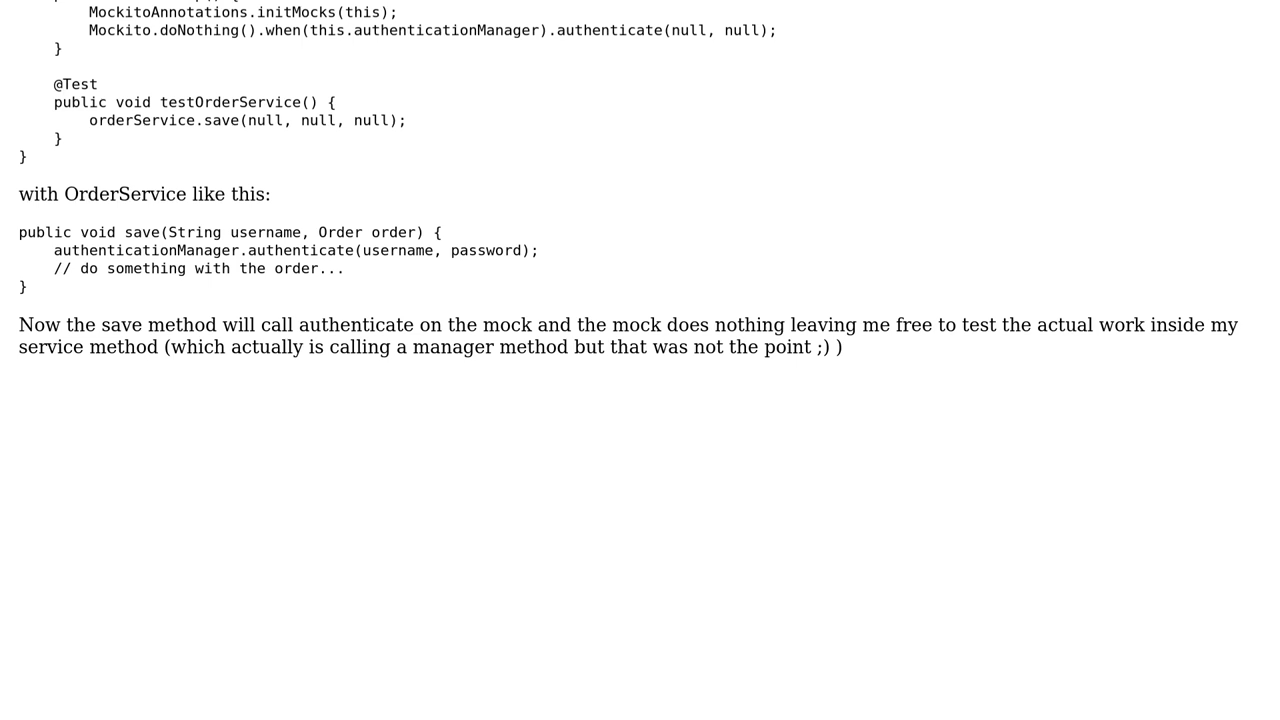 MockitoAnnotations.initMocks(this);
Mockito.doNothing().when(this.authenticationManager).authenticate(null, null);
}
@Test
public void testOrderService() {
orderService.save(null, null, null);
}
}
with OrderService like this:
public void save(String username, Order order) {
authenticationManager.authenticate(username, password);
// do something with the order...
}
Now the save method will call authenticate on the mock and the mock does nothing leaving me free to test the actual work inside my
service method (which actually is calling a manager method but that was not the point ;) )